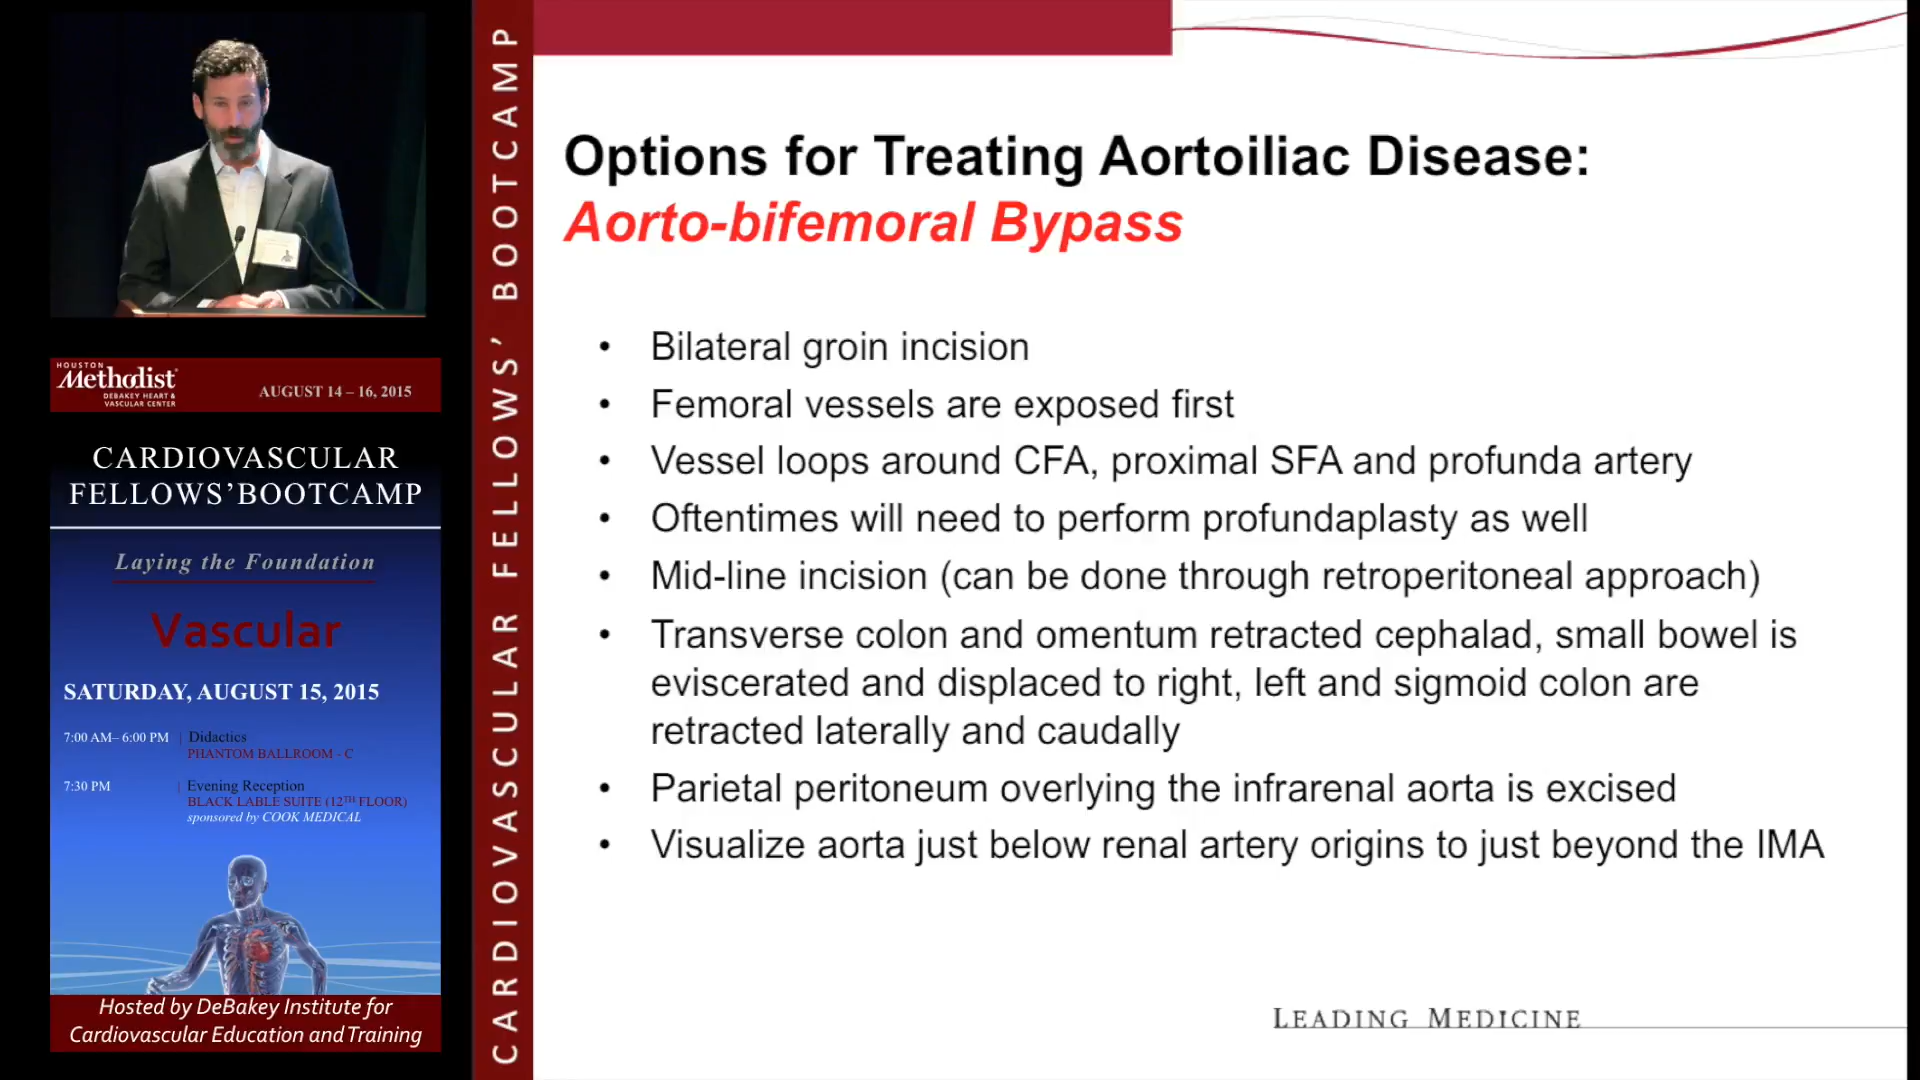 HOUSTON
Methodist
DEBAKEY HEART &
VASCULAR CENTER
AUGUST 14 – 16, 2015
CARDIOVASCULAR
FELLOWS’BOOTCAMP
Laying the Foundation
Vascular
SATURDAY, AUGUST 15, 2015
7:00 AM– 6:00 PM | Didactics
PHANTOM BALLROOM - C
7:30 PM | Evening Reception
BLACK LABLE SUITE (12TH FLOOR)
sponsored by COOK MEDICAL
Hosted by DeBakey Institute for
Cardiovascular Education and Training
CARDIOVASCULAR FELLOWS’ BOOTCAMP
Options for Treating Aortoiliac Disease:
Aorto-bifemoral Bypass
• Bilateral groin incision
• Femoral vessels are exposed first
• Vessel loops around CFA, proximal SFA and profunda artery
• Oftentimes will need to perform profundaplasty as well
• Mid-line incision (can be done through retroperitoneal approach)
• Transverse colon and omentum retracted cephalad, small bowel is
eviscerated and displaced to right, left and sigmoid colon are
retracted laterally and caudally
• Parietal peritoneum overlying the infrarenal aorta is excised
• Visualize aorta just below renal artery origins to just beyond the IMA
LEADING MEDICINE